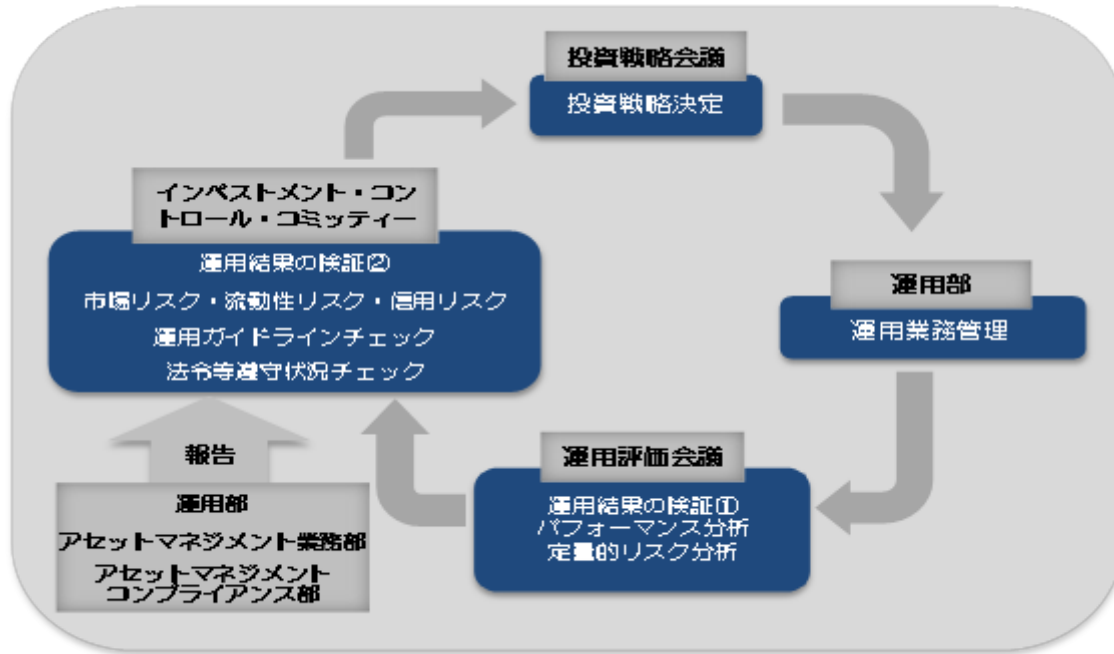 投資戦略会議
投資戦略決定
運用部
運用業務管理
運用評価会議
運用結果の検証①
パフォーマンス分析
定量的リスク分析
インベストメント・コン
トロール・コミッティー
運用結果の検証②
市場リスク・流動性リスク・信用リスク
運用ガイドラインチェック
法令等遵守状況チェック
報告
運用部
アセットマネジメント業務部
アセットマネジメント
コンプライアンス部